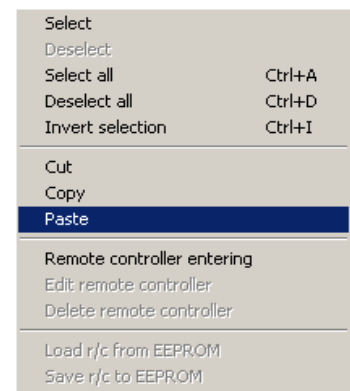 Select
Deselect
Select all Ctrl+A
Deselect all Ctrl+D
Invert selection Ctrl+I
Cut
Copy
Paste
Remote controller entering
Edit remote controller
Delete remote controller
Load r/c from EEPROM
Save r/c to EEPROM